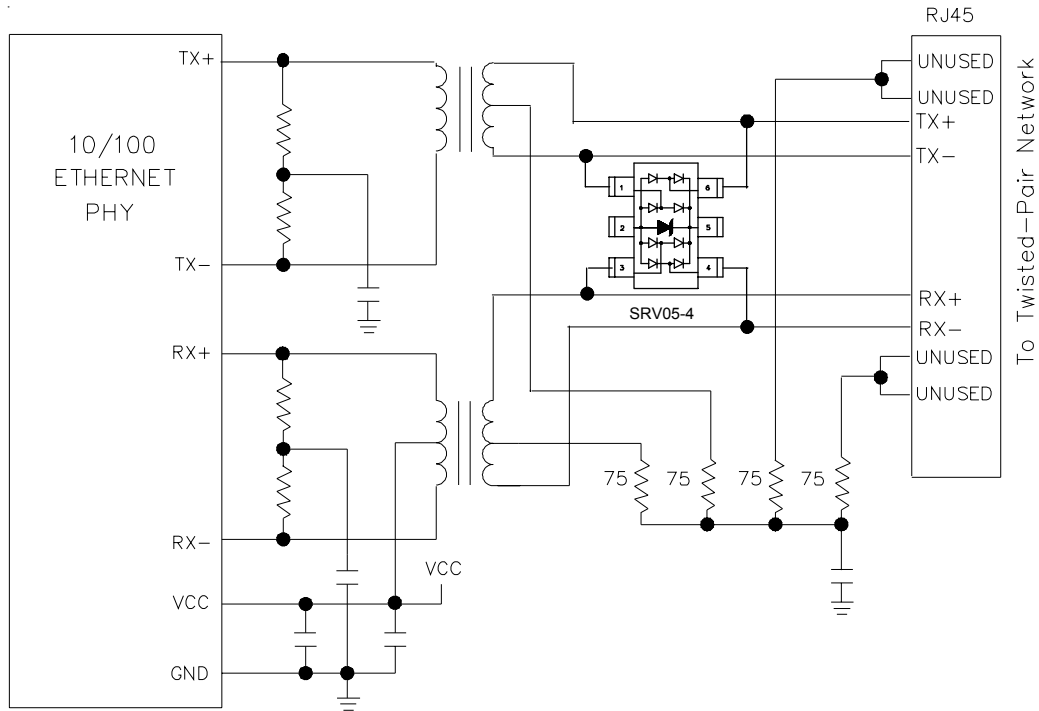 RJ45
TX+
10/100
ETHERNET
PHY
TX-
RX+
RX-
VCC
GND
VCC
1
2
3
6
5
4
SRV05-4
UNUSED
UNUSED
TX+
TX-
RX+
RX-
UNUSED
UNUSED
75
75
75
75
To Twisted-Pair Network